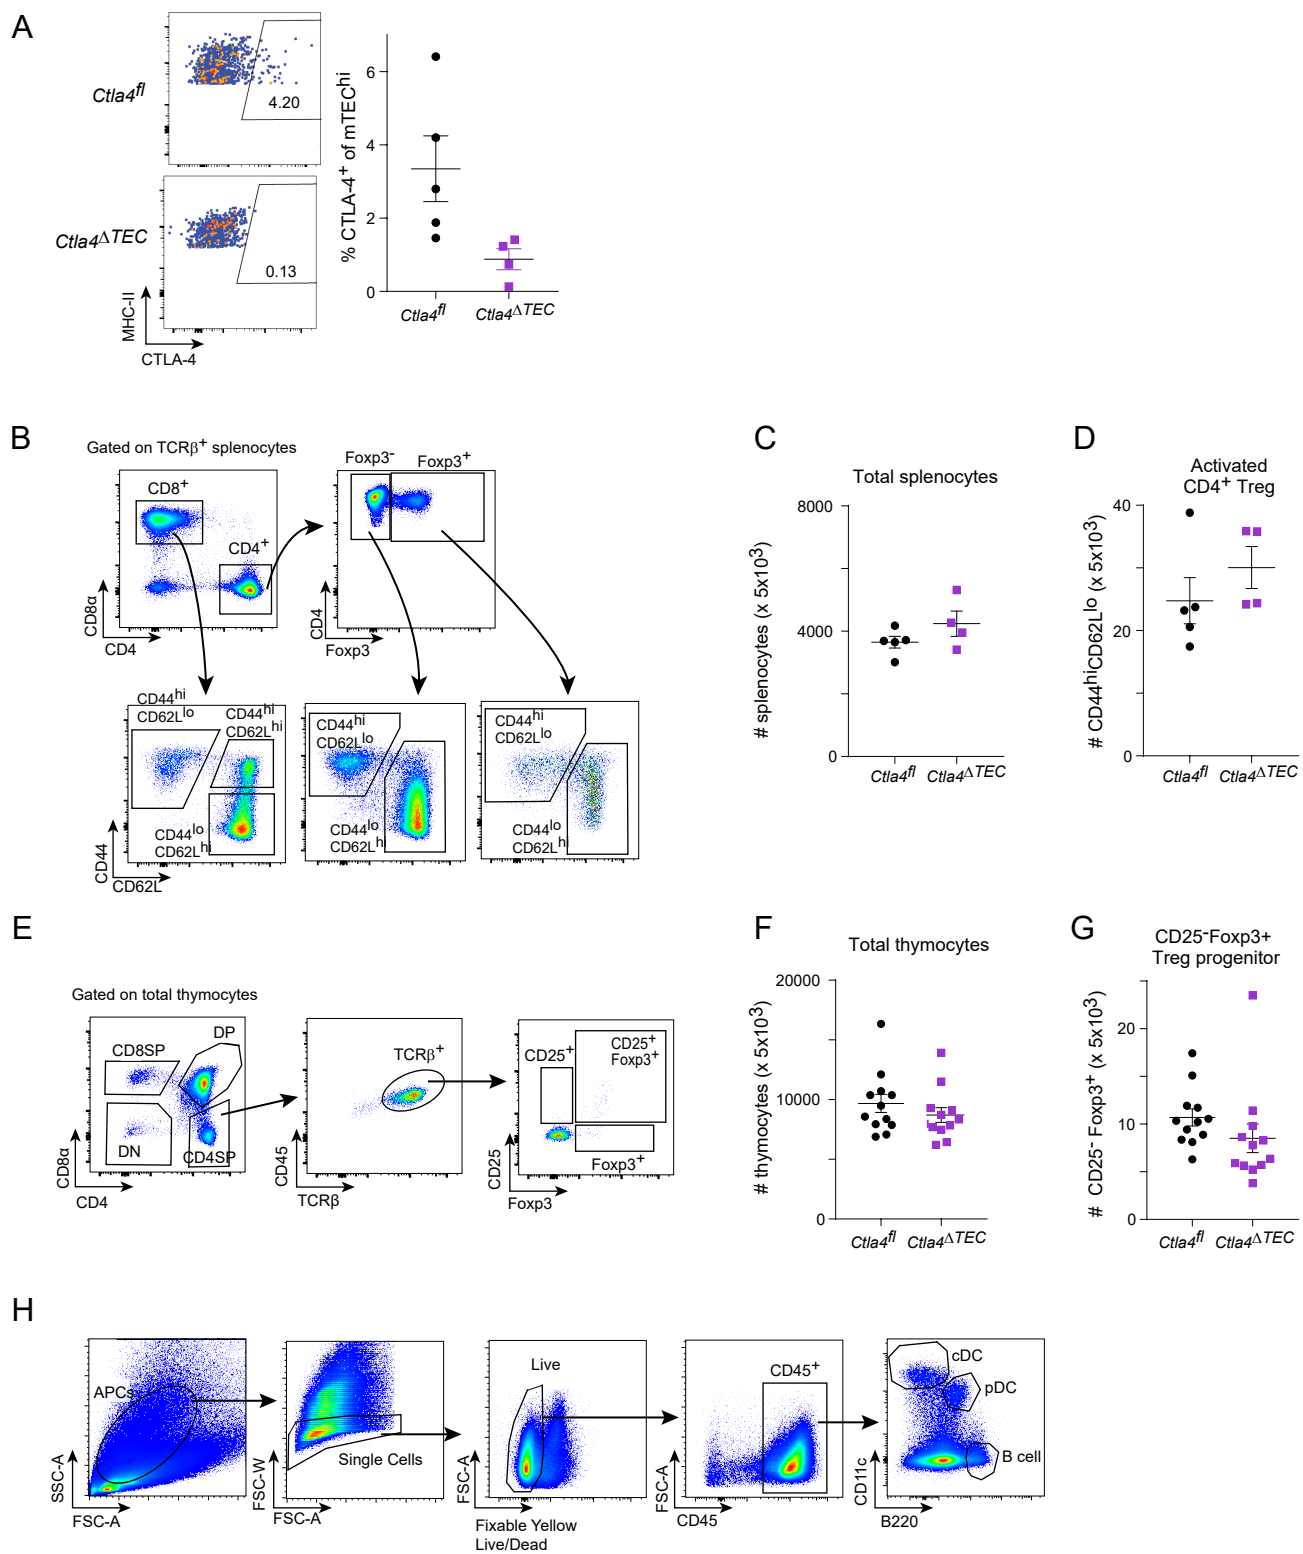 A
Ctla4fl
4.20
Ctla4ΔTEC
0.13
MHC-II
CTLA-4
% CTLA-4+ of mTEChi
6
4
2
0
Ctla4fl
Ctla4ΔTEC
B
Gated on TCRβ+ splenocytes
CD8+
CD4+
CD8α
CD4
Foxp3-
Foxp3+
CD4
Foxp3
CD44hi
CD62Llo
CD44hi
CD62Lhi
CD44lo
CD62Lhi
CD44
CD62L
CD44hi
CD62Llo
CD44lo
CD62Lhi
CD44hi
CD62Llo
CD44lo
CD62Lhi
C
Total splenocytes
# splenocytes (x 5x103)
8000
4000
0
Ctla4fl
Ctla4ΔTEC
D
Activated
CD4+ Treg
# CD44hiCD62Llo (x 5x103)
40
20
0
Ctla4fl
Ctla4ΔTEC
E
Gated on total thymocytes
CD8SP
DP
DN
CD4SP
CD8α
CD4
TCRβ+
CD45
TCRβ
CD25+
CD25+
Foxp3+
Foxp3+
CD25
Foxp3
F
Total thymocytes
# thymocytes (x 5x103)
20000
10000
0
Ctla4fl
Ctla4ΔTEC
G
CD25-Foxp3+
Treg progenitor
# CD25- Foxp3+ (x 5x103)
20
10
0
Ctla4fl
Ctla4ΔTEC
H
APCs
SSC-A
FSC-A
Single Cells
FSC-W
FSC-A
Live
FSC-A
Fixable Yellow
Live/Dead
CD45+
FSC-A
CD45
cDC
pDC
B cell
CD11c
B220